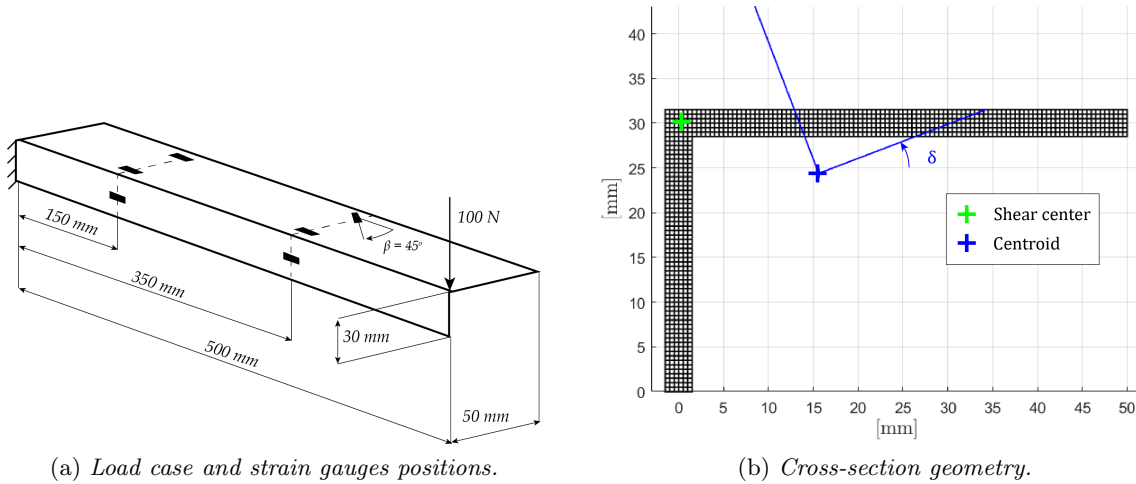 150 mm
350 mm
500 mm
100 N
β = 45º
30 mm
50 mm
(a) Load case and strain gauges positions.
40
35
30
25
20
15
10
5
0
[mm]
δ
Shear center
Centroid
0 5 10 15 20 25 30 35 40 45 50
[mm]
(b) Cross-section geometry.